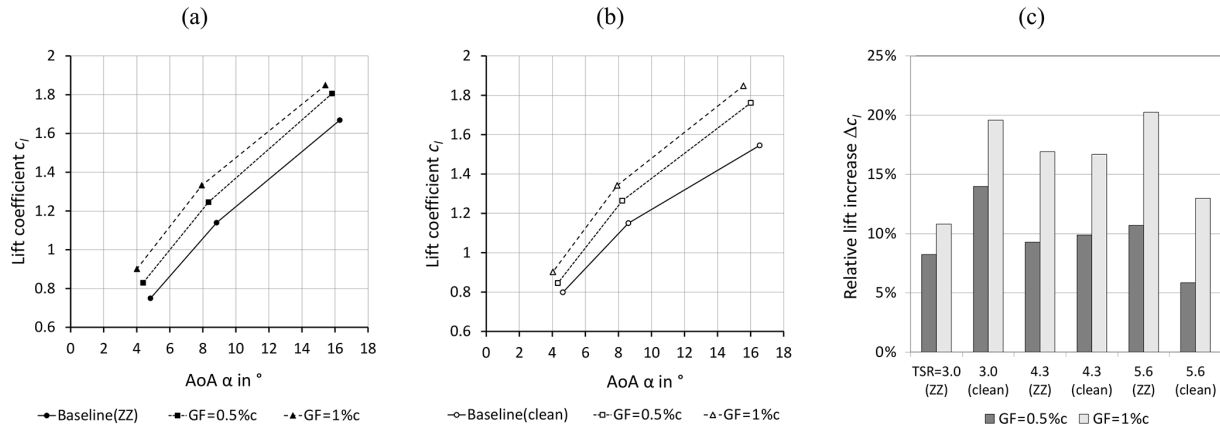 (a)
Lift coefficient cl
2
1.8
1.6
1.4
1.2
1
0.8
0.6
0 2 4 6 8 10 12 14 16 18
AoA α in °
Baseline(ZZ) GF=0.5%c GF=1%c
(b)
Lift coefficient cl
2
1.8
1.6
1.4
1.2
1
0.8
0.6
0 2 4 6 8 10 12 14 16 18
AoA α in °
Baseline(clean) GF=0.5%c GF=1%c
(c)
Relative lift increase Δcl
25%
20%
15%
10%
5%
0%
TSR=3.0 3.0 4.3 4.3 5.6 5.6
(ZZ) (clean) (ZZ) (clean) (ZZ) (clean)
GF=0.5%c GF=1%c